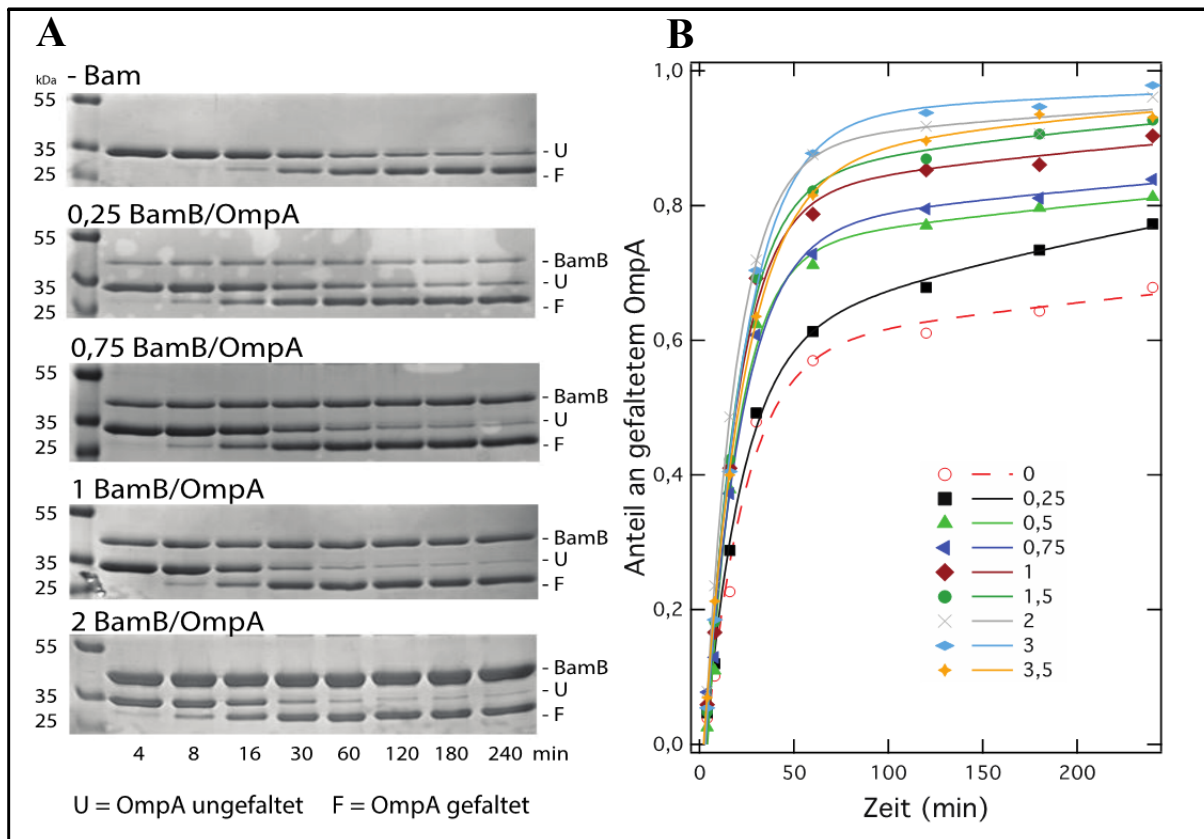 A
kDa
- Bam
55
35
25
- U
- F
0,25 BamB/OmpA
55
35
25
- BamB
- U
- F
0,75 BamB/OmpA
55
35
25
- BamB
- U
- F
1 BamB/OmpA
55
35
25
- BamB
- U
- F
2 BamB/OmpA
55
35
25
- BamB
- U
- F
4 8 16 30 60 120 180 240 min
U = OmpA ungefaltet F = OmpA gefaltet
B
Anteil an gefaltetem OmpA
1,0
0,8
0,6
0,4
0,2
0,0
0 50 100 150 200
Zeit (min)
0
0,25
0,5
0,75
1
1,5
2
3
3,5